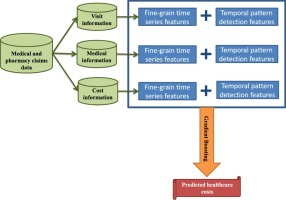 Visit
information
Fine-grain time
series features
+
Temporal pattern
detection features
Medical and
pharmacy claims
data
Medical
information
Fine-grain time
series features
+
Temporal pattern
detection features
Cost
information
Fine-grain time
series features
+
Temporal pattern
detection features
Gradient Boosting
Predicted healthcare
costs